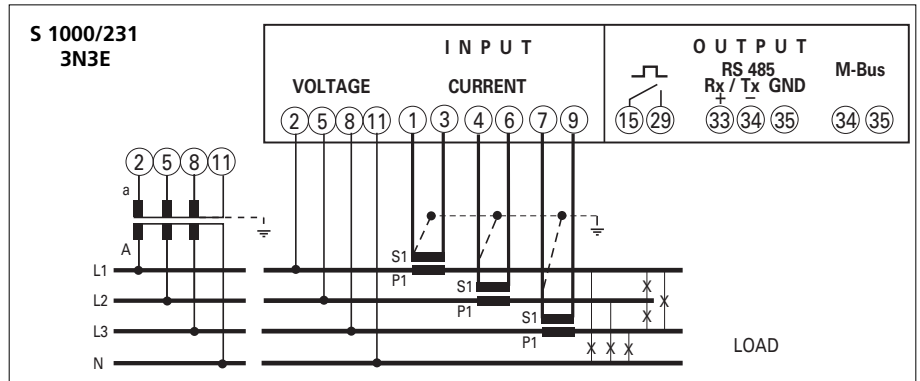 S 1000/231
3N3E
I N P U T
O U T P U T
VOLTAGE
CURRENT
RS 485
Rx / Tx GND
+ –
M-Bus
2 5 8 11 1 3 4 6 7 9 15 29 33 34 35 34 35
2 5 8 11
a
A
S1
L1
P1
S1
L2
P1
S1
L3
P1
X
X X
X
X X X
LOAD
N